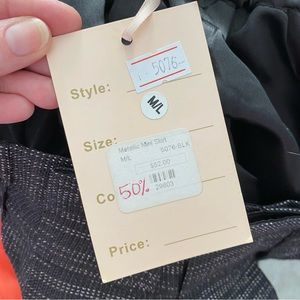 Style:
5076
M/L
Size:
Metallic Mini Skirt
M/L 5076-BLK
$52.00
50%
29803
Co
Price: